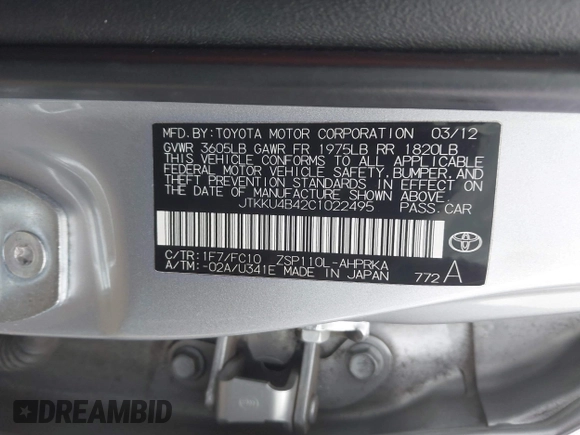 MFD. BY: TOYOTA MOTOR CORPORATION 03/12
GVWR 3605LB GAWR FR 1975LB RR 1820LB
THIS VEHICLE CONFORMS TO ALL APPLICABLE
FEDERAL MOTOR VEHICLE SAFETY, BUMPER, AND
THEFT PREVENTION STANDARDS IN EFFECT ON
THE DATE OF MANUFACTURE SHOWN ABOVE.
JTKKU4B42C1022495 PASS. CAR
C/TR: 1F7/FC10 ZSP110L-AHPRKA
A/TM: -02A/U341E MADE IN JAPAN 772 A
TOYOTA
DREAMBID